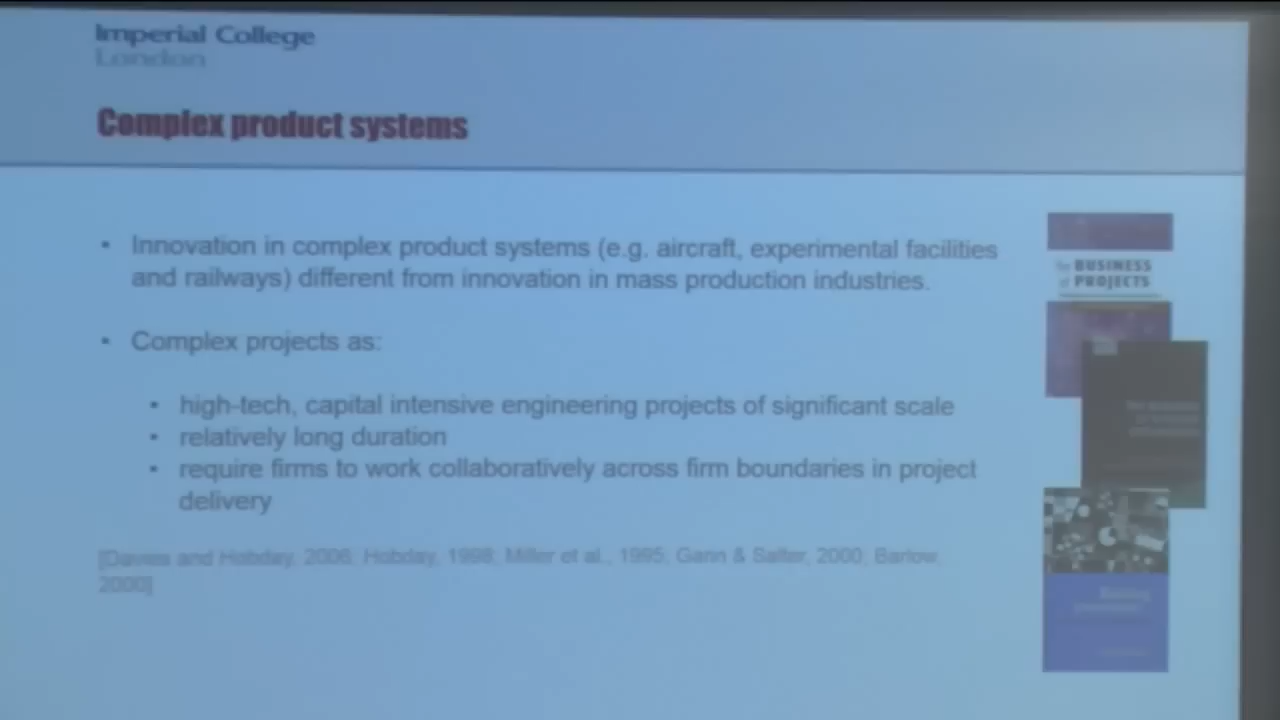 Imperial College
London
Complex product systems
• Innovation in complex product systems (e.g. aircraft, experimental facilities
and railways) different from innovation in mass production industries.
• Complex projects as:
• high-tech, capital intensive engineering projects of significant scale
• relatively long duration
• require firms to work collaboratively across firm boundaries in project
delivery
[Davies and Hobday, 2006; Hobday, 1998; Miller et al., 1995; Gann & Salter, 2000; Barlow,
2000]
The BUSINESS
of PROJECTS